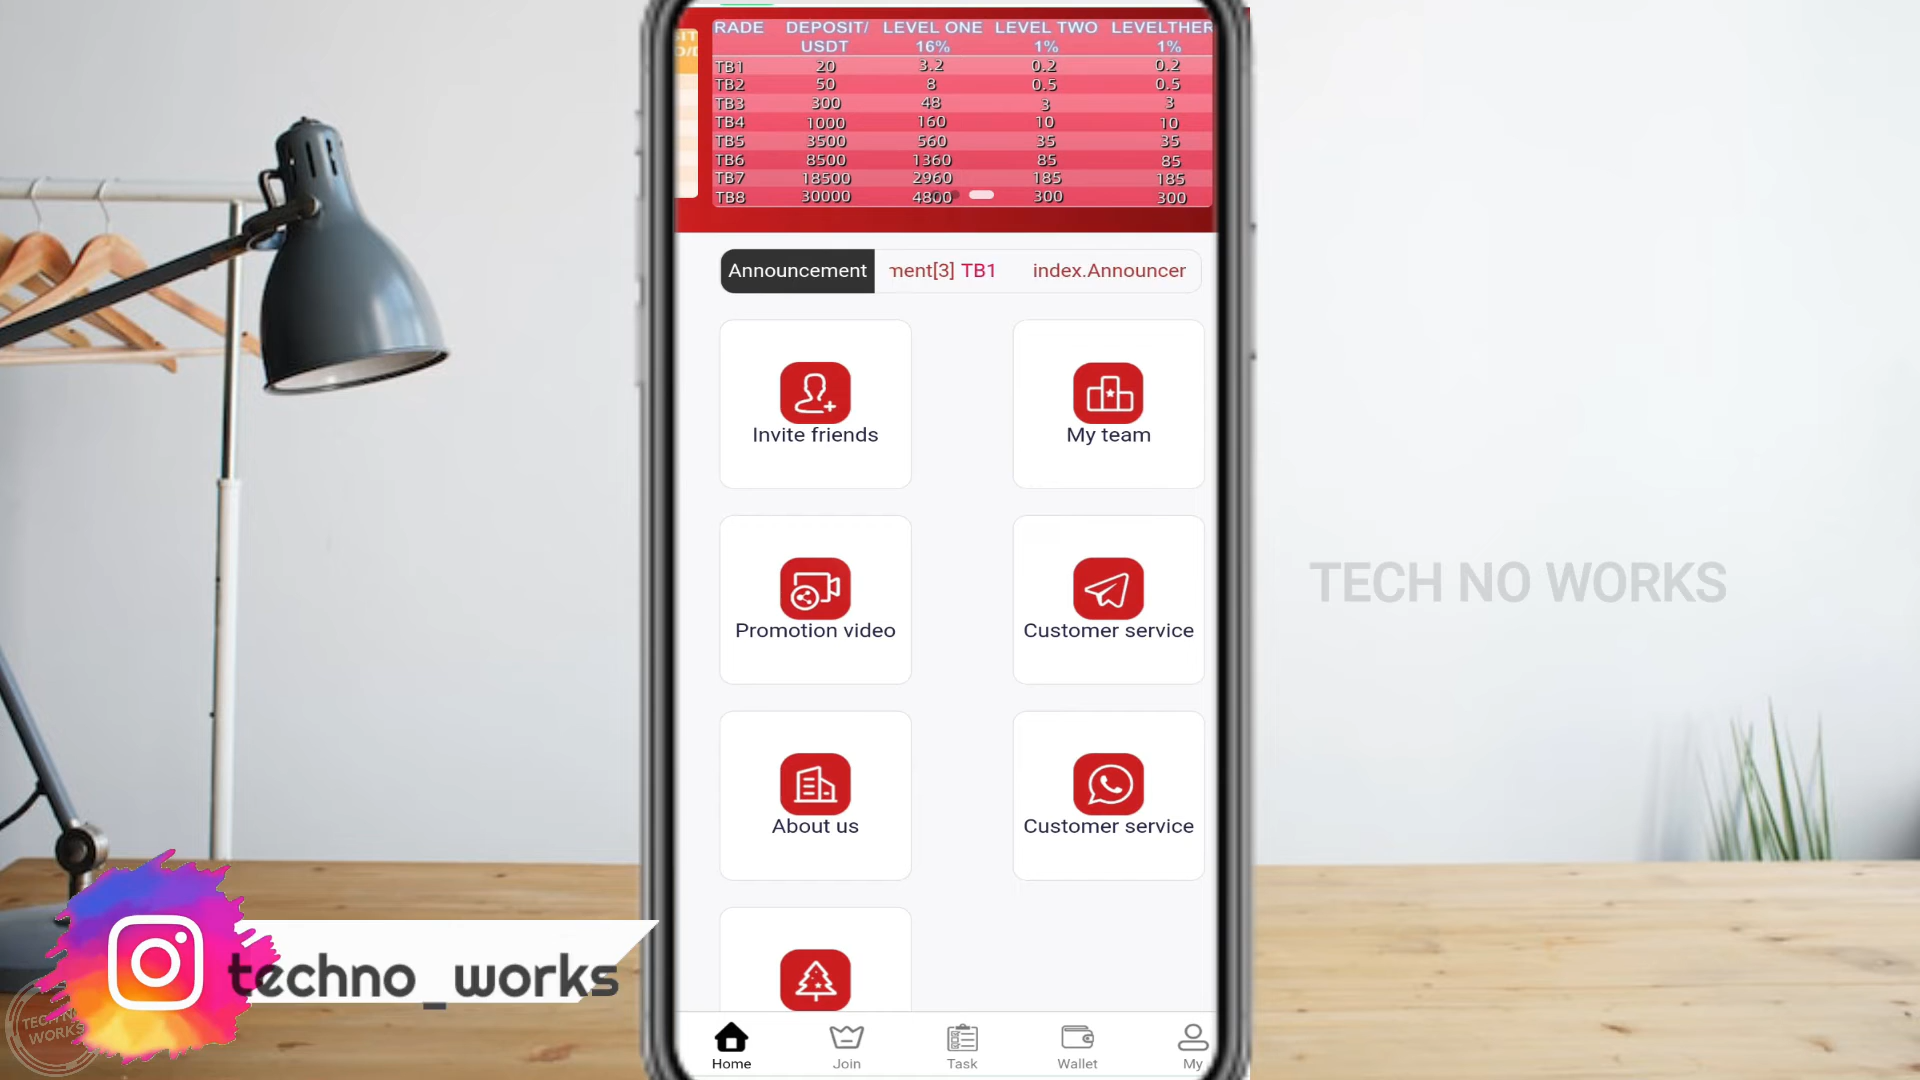 RADE DEPOSIT/ LEVEL ONE LEVEL TWO LEVELTHER
USDT 16% 1% 1%
TB1 20 3.2 0.2 0.2
TB2 50 8 0.5 0.5
TB3 300 48 3 3
TB4 1000 160 10 10
TB5 3500 560 35 35
TB6 8500 1360 85 85
TB7 18500 2960 185 185
TB8 30000 4800 300 300
Announcement ment[3] TB1 index.Announcer
Invite friends My team
Promotion video Customer service
TECH NO WORKS
About us Customer service
techno_works
TECH NO
WORKS
Home Join Task Wallet My